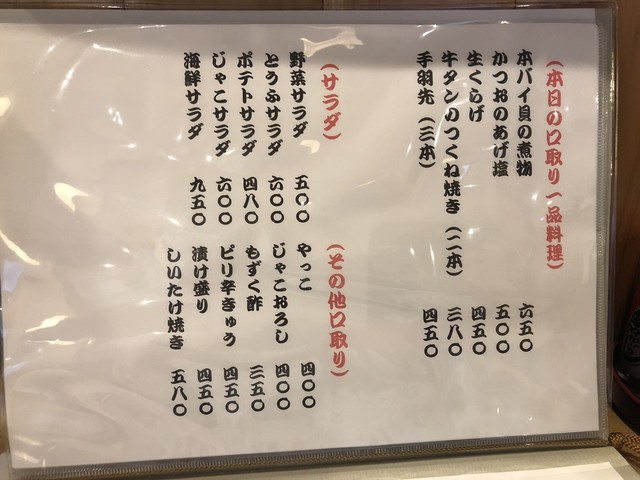 (本日の口取り一品料理)
本バイ貝の煮物 六五〇
かつおのあげ塩 五〇〇
生くらげ 四五〇
牛タンのつくね焼き(二本) 三八〇
手羽先(三本) 四五〇
(サラダ)
野菜サラダ 五〇〇
とうふサラダ 六〇〇
ポテトサラダ 四八〇
じゃこサラダ 六〇〇
海鮮サラダ 九五〇
(その他口取り)
やっこ 四〇〇
じゃこおろし 四〇〇
もずく酢 三五〇
ピリ辛きゅう 四五〇
漬け盛り 四五〇
しいたけ焼き 五八〇